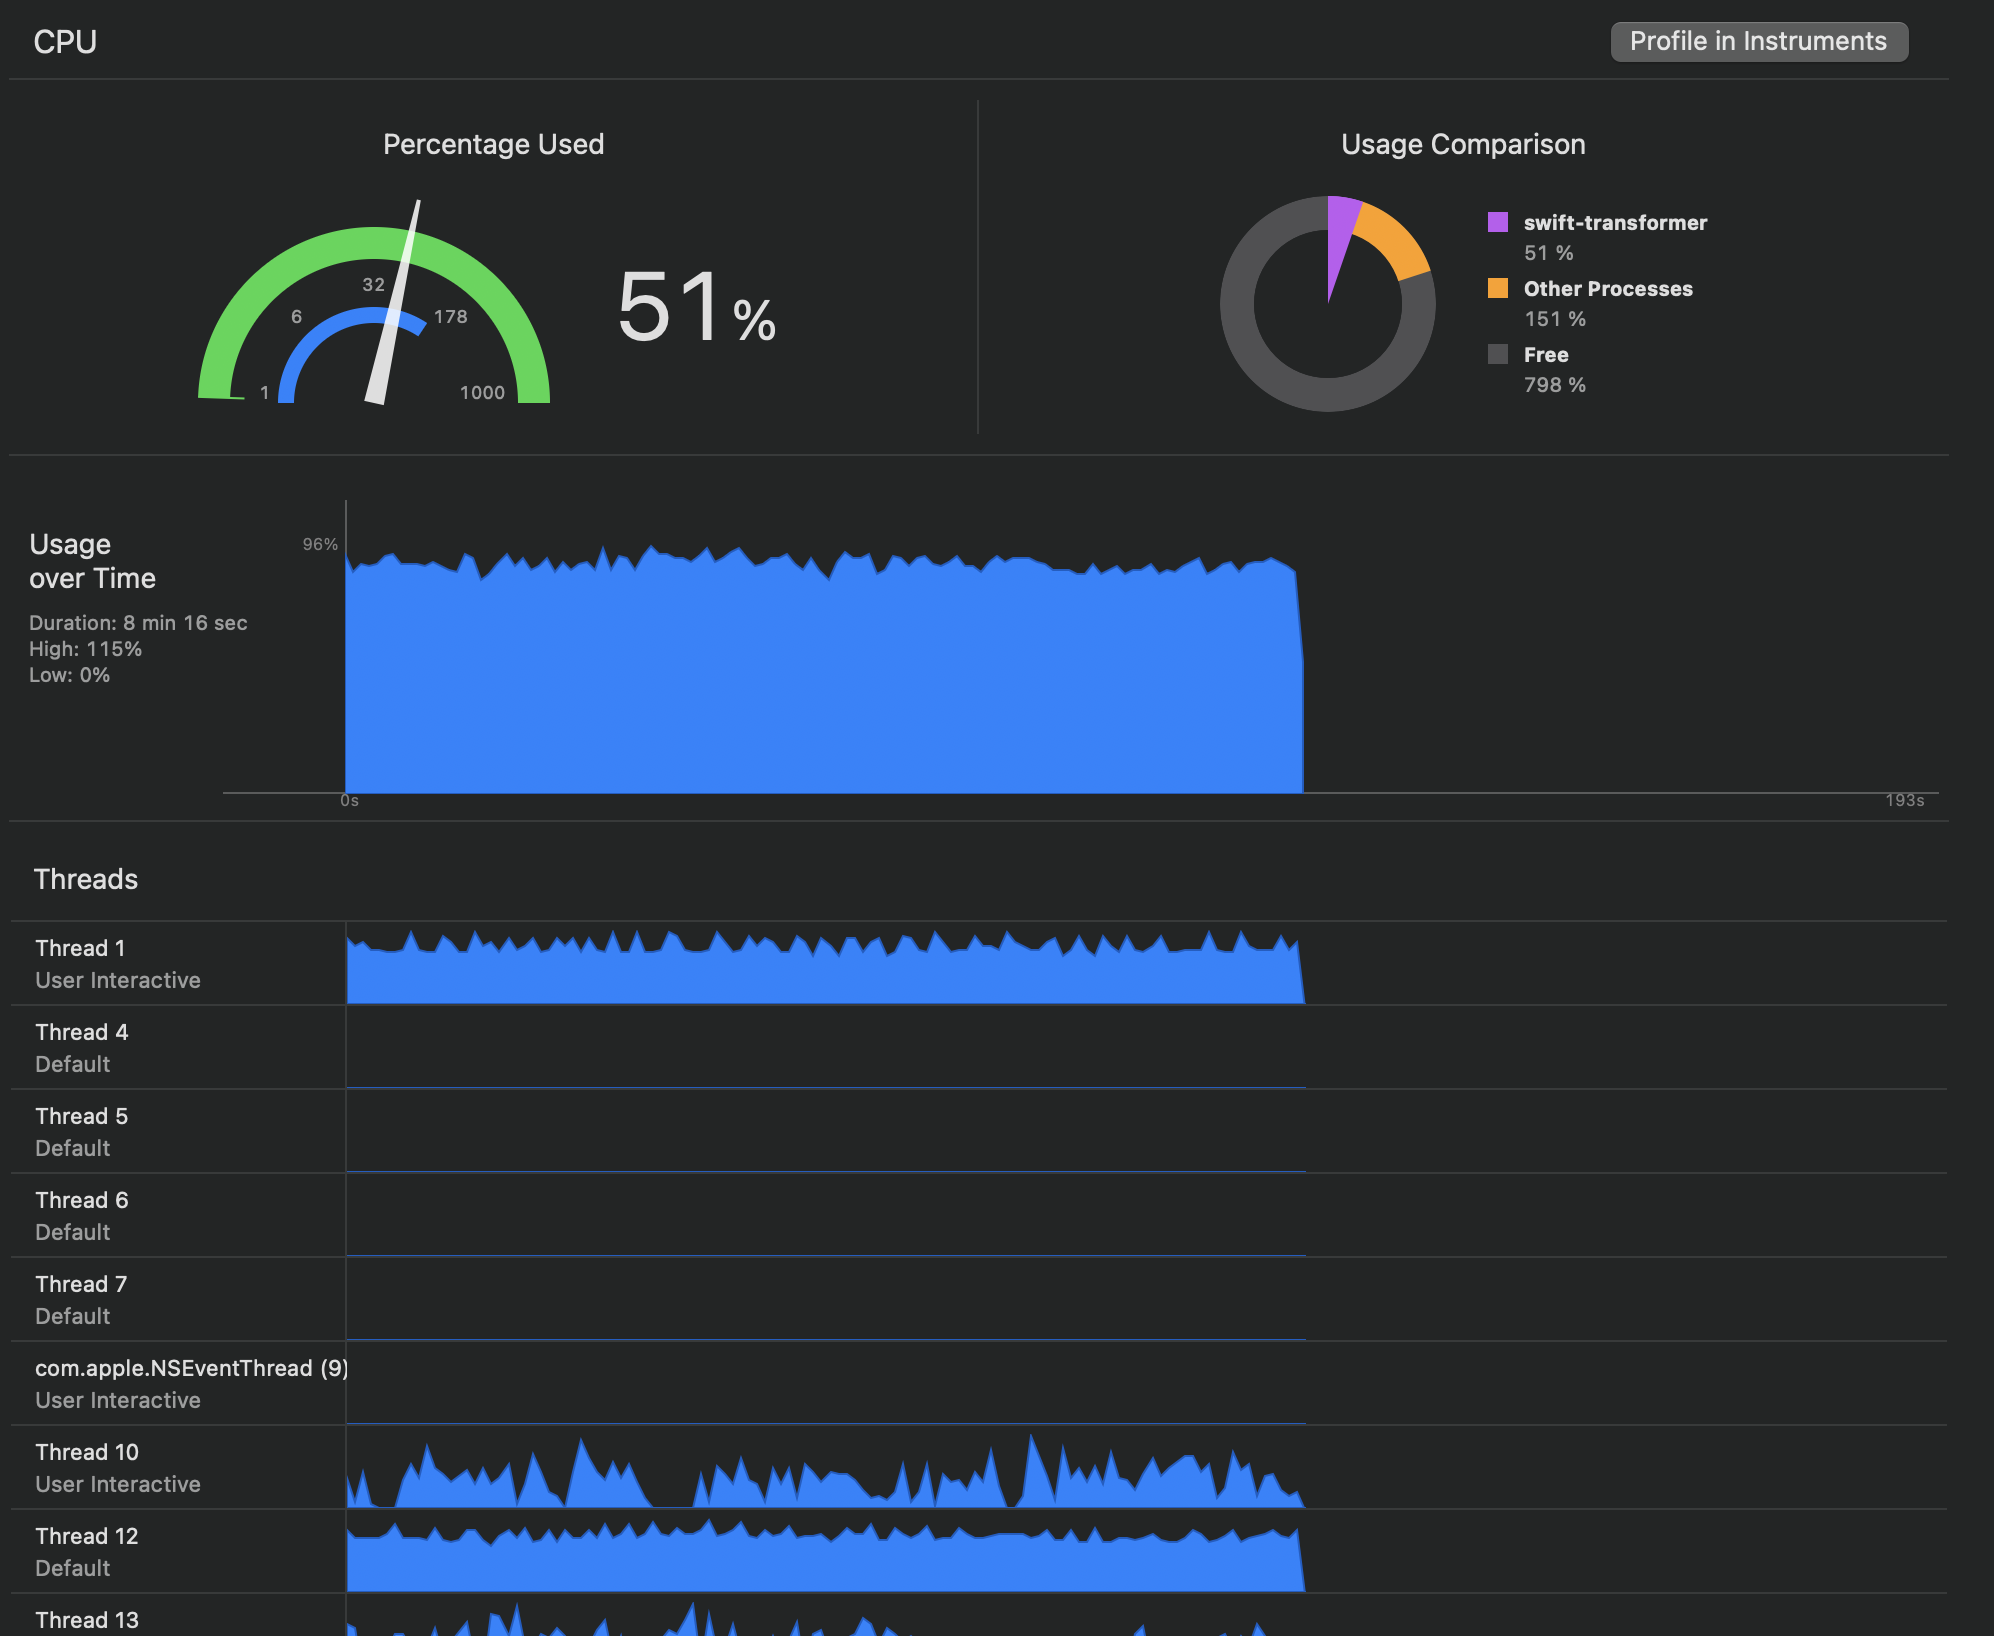 CPU
Profile in Instruments
Percentage Used
1
6
32
178
1000
51%
Usage Comparison
swift-transformer
51 %
Other Processes
151 %
Free
798 %
Usage
over Time
Duration: 8 min 16 sec
High: 115%
Low: 0%
96%
0s
193s
Threads
Thread 1
User Interactive
Thread 4
Default
Thread 5
Default
Thread 6
Default
Thread 7
Default
com.apple.NSEventThread (9)
User Interactive
Thread 10
User Interactive
Thread 12
Default
Thread 13